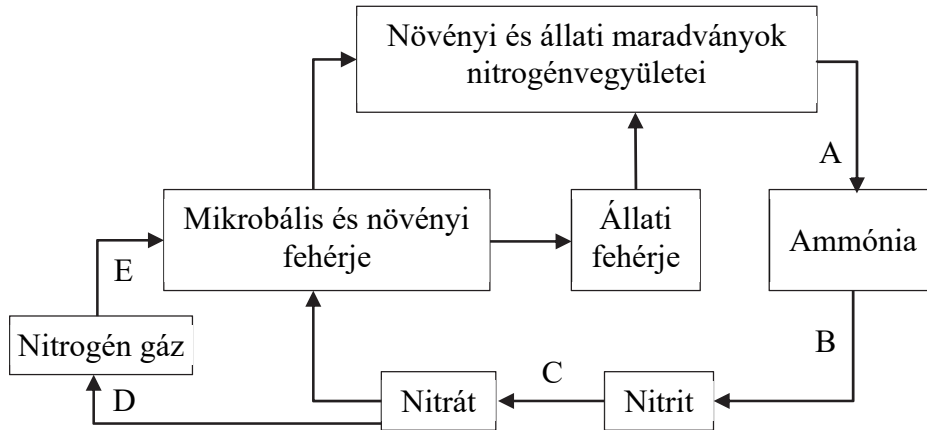 Növényi és állati maradványok
nitrogénvegyületei
A
Mikrobális és növényi
fehérje
Állati
fehérje
Ammónia
E
Nitrogén gáz
B
D
Nitrát
C
Nitrit